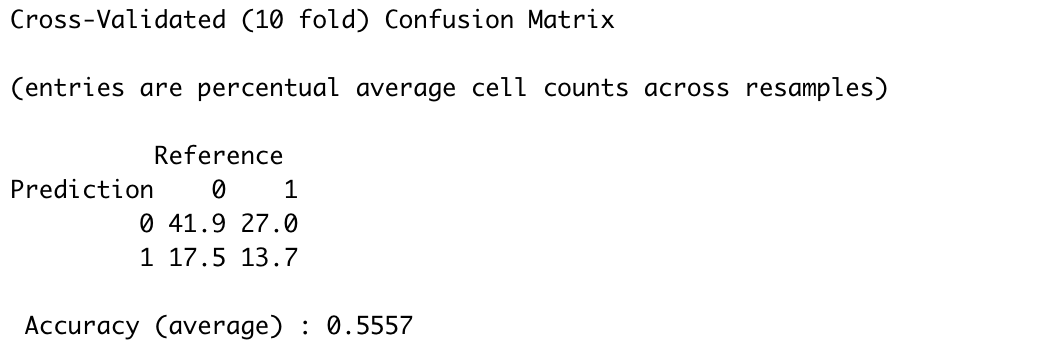 Cross-Validated (10 fold) Confusion Matrix
(entries are percentual average cell counts across resamples)
Reference
Prediction 0 1
0 41.9 27.0
1 17.5 13.7
Accuracy (average) : 0.5557